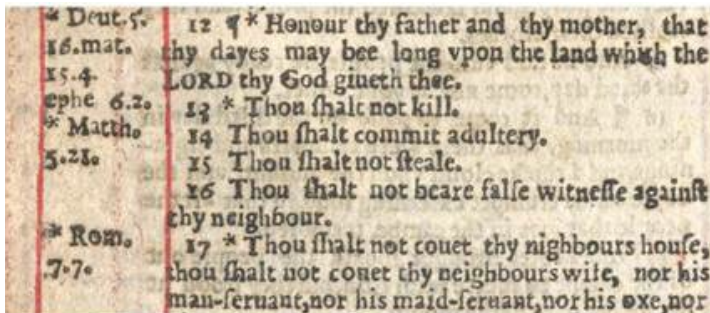 * Deut. 5.
16. mat.
15.4
ephe 6.2.
* Matth.
5.21.
* Rom.
7.7.
12 ¶ * Honour thy father and thy mother, that
thy dayes may bee long vpon the land which the
LORD thy God giueth thee.
13 * Thou ſhalt not kill.
14 Thou ſhalt commit adultery.
15 Thou ſhalt not ſteale.
16 Thou ſhalt not beare falſe witneſſe againſt
thy neighbour.
17 * Thou ſhalt not couet thy nighbours houſe,
thou ſhalt not couet thy neighbours wife, nor his
man-ſeruant, nor his maid-ſeruant, nor his oxe, nor